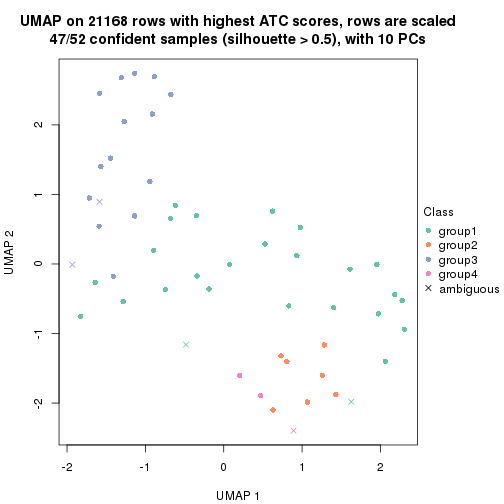 UMAP on 21168 rows with highest ATC scores, rows are scaled
47/52 confident samples (silhouette > 0.5), with 10 PCs
2
1
0
-1
-2
UMAP 2
-2
-1
0
1
2
UMAP 1
Class
group1
group2
group3
group4
ambiguous